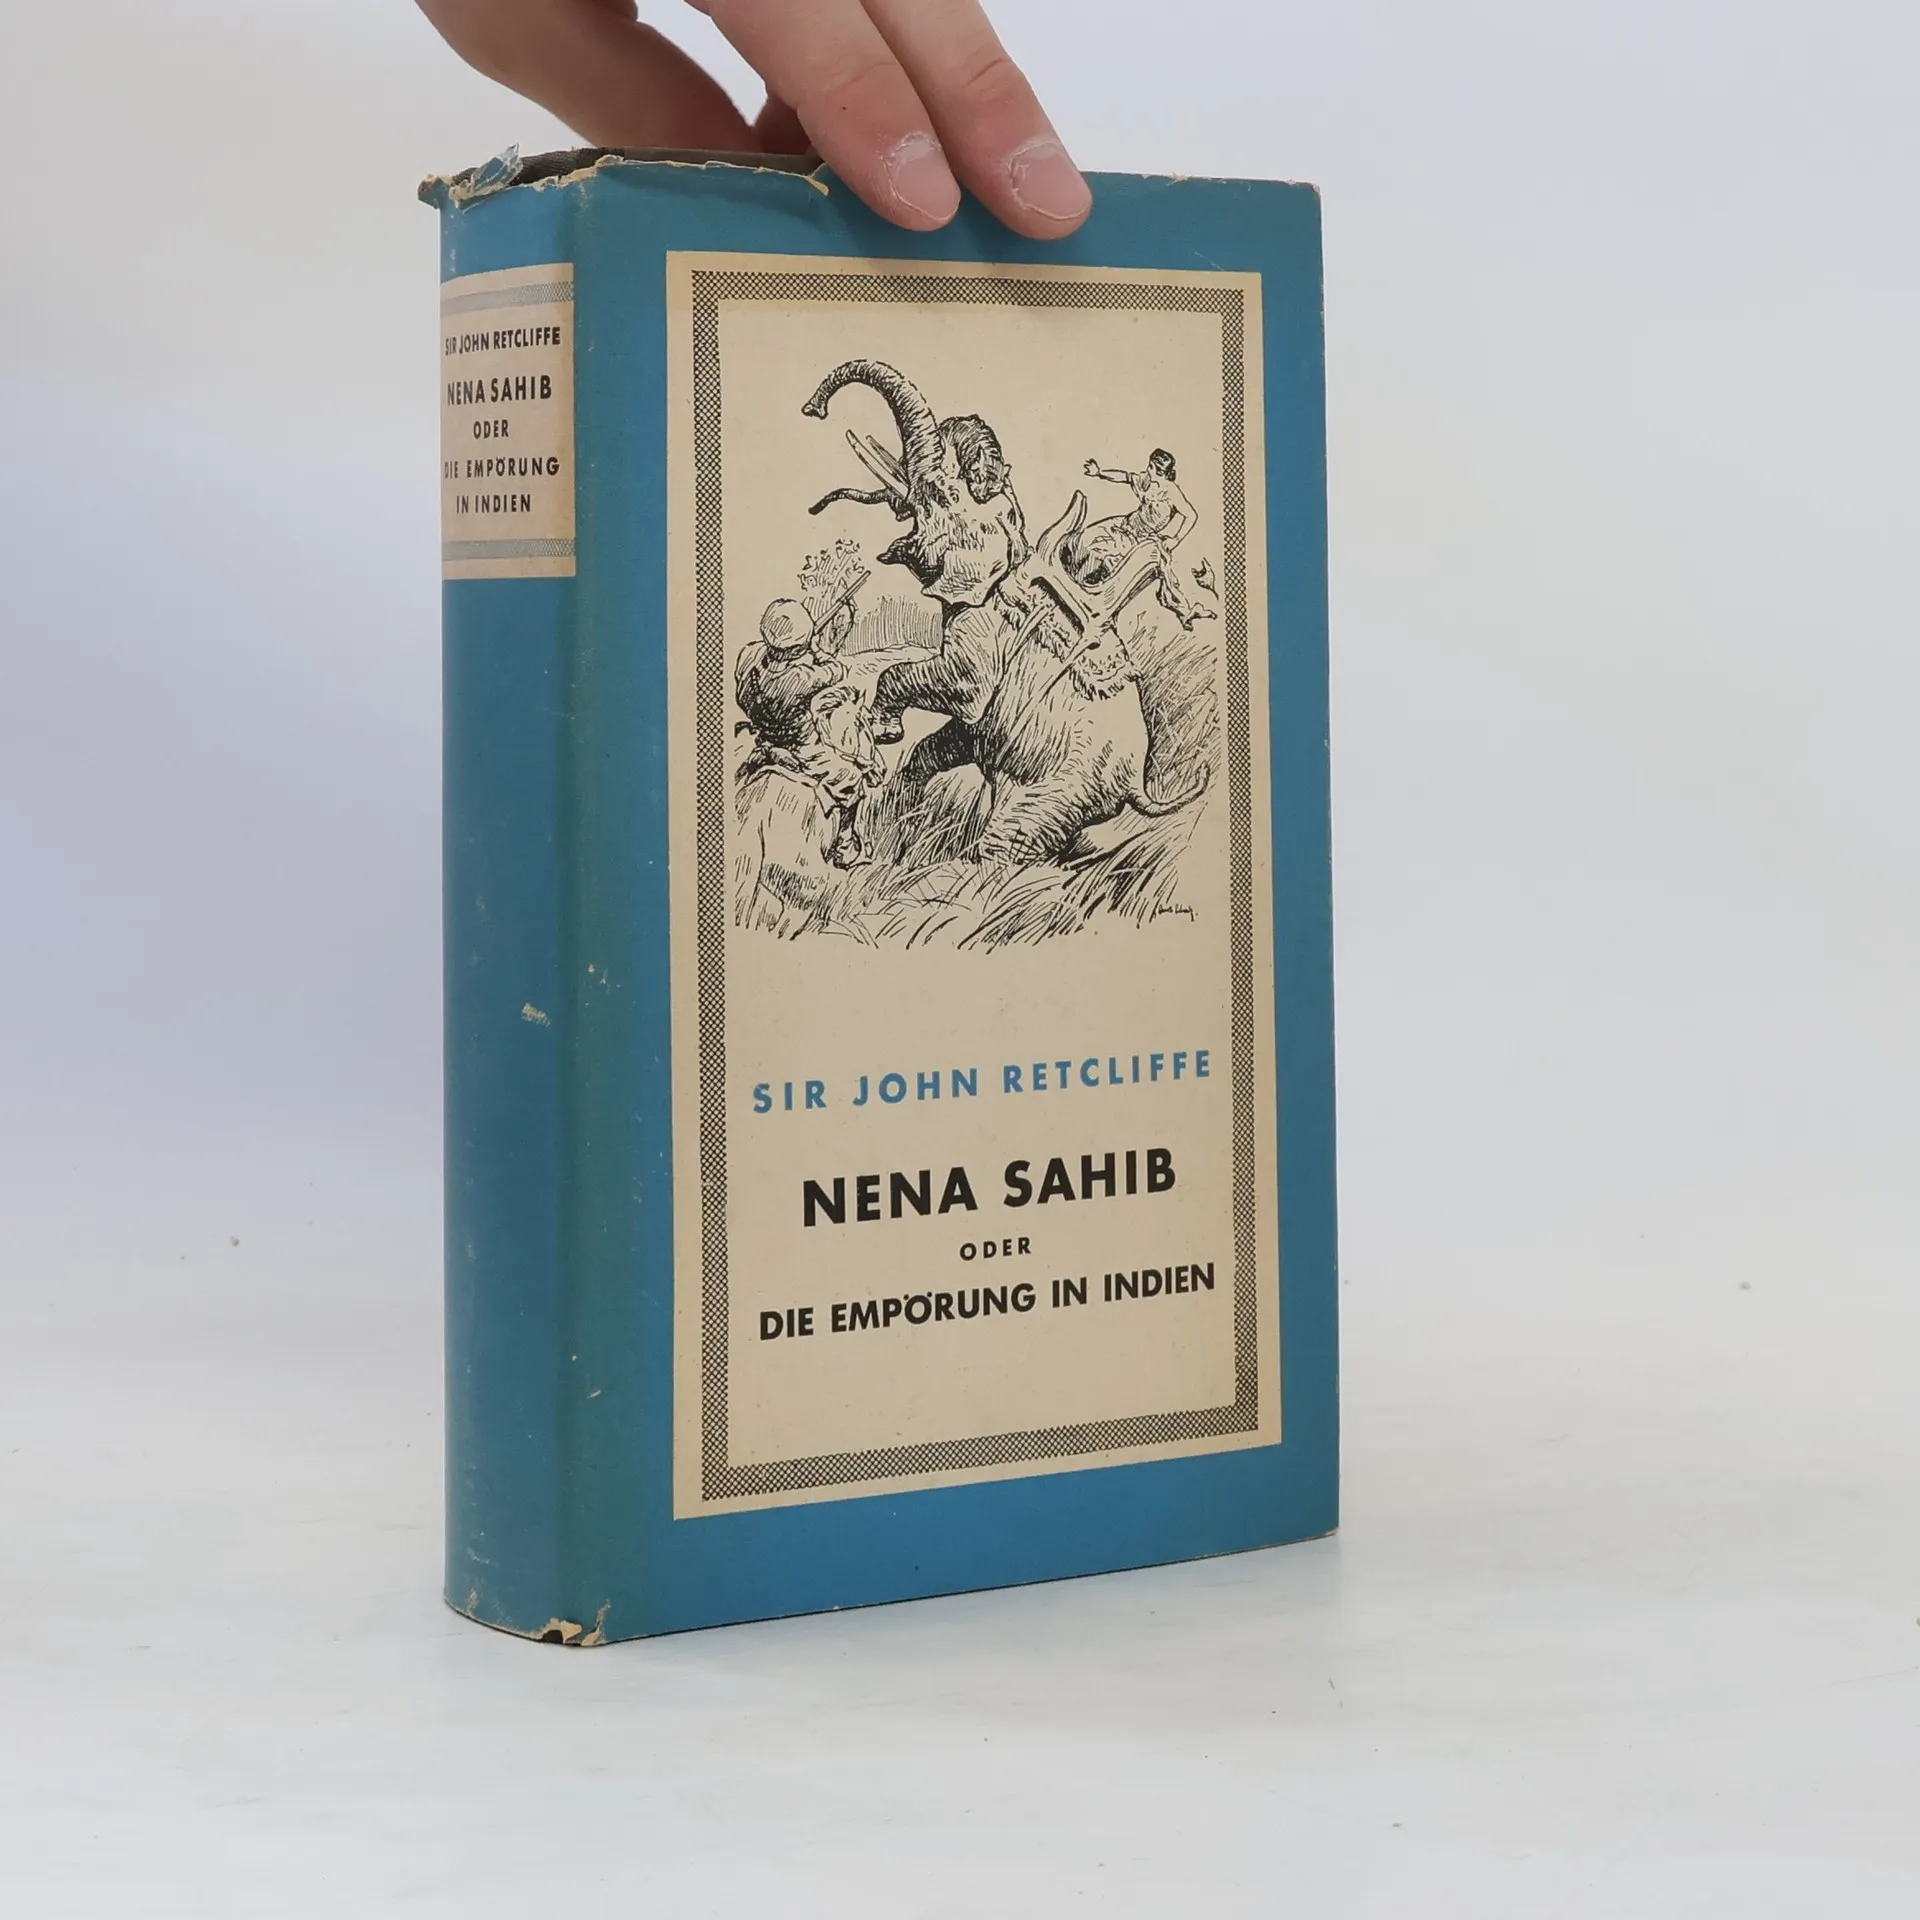 SIR JOHN RETCLIFFE
NENA SAHIB
ODER
DIE EMPÖRUNG
IN INDIEN
SIR JOHN RETCLIFFE
NENA SAHIB
ODER
DIE EMPÖRUNG IN INDIEN